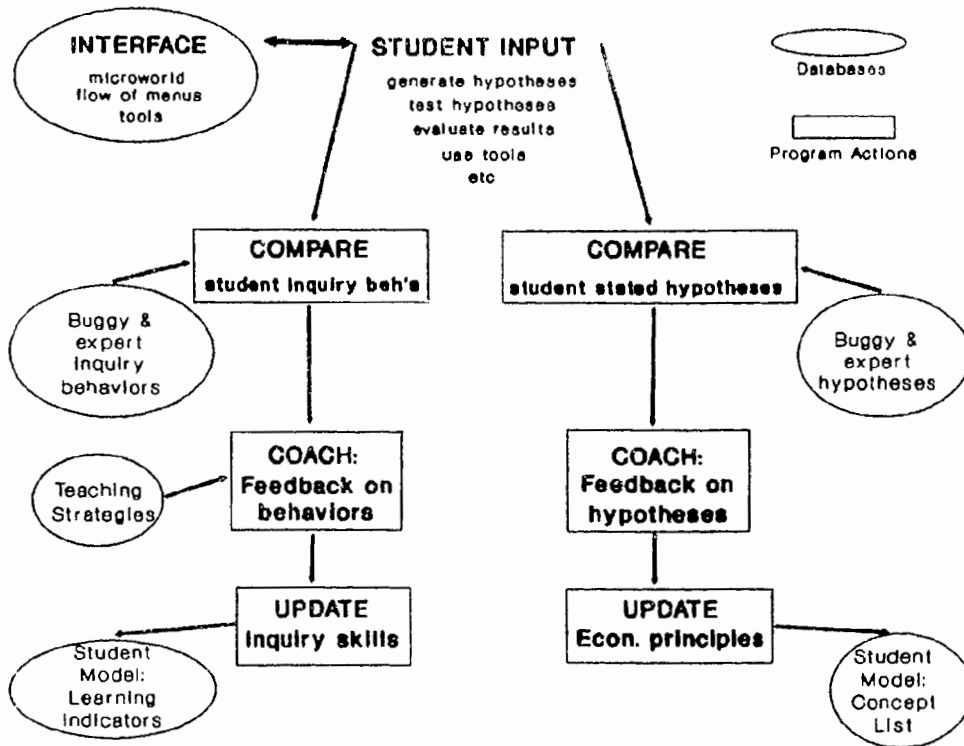 INTERFACE
microworld
flow of menus
tools
STUDENT INPUT
generate hypotheses
test hypotheses
evaluate results
use tools
etc
Databases
Program Actions
COMPARE
student inquiry beh's
COMPARE
student stated hypotheses
Buggy &
expert
inquiry
behaviors
Buggy &
expert
hypotheses
COACH:
Feedback on
behaviors
COACH:
Feedback on
hypotheses
Teaching
Strategies
UPDATE
inquiry skills
UPDATE
Econ. principles
Student
Model:
Learning
Indicators
Student
Model:
Concept
List